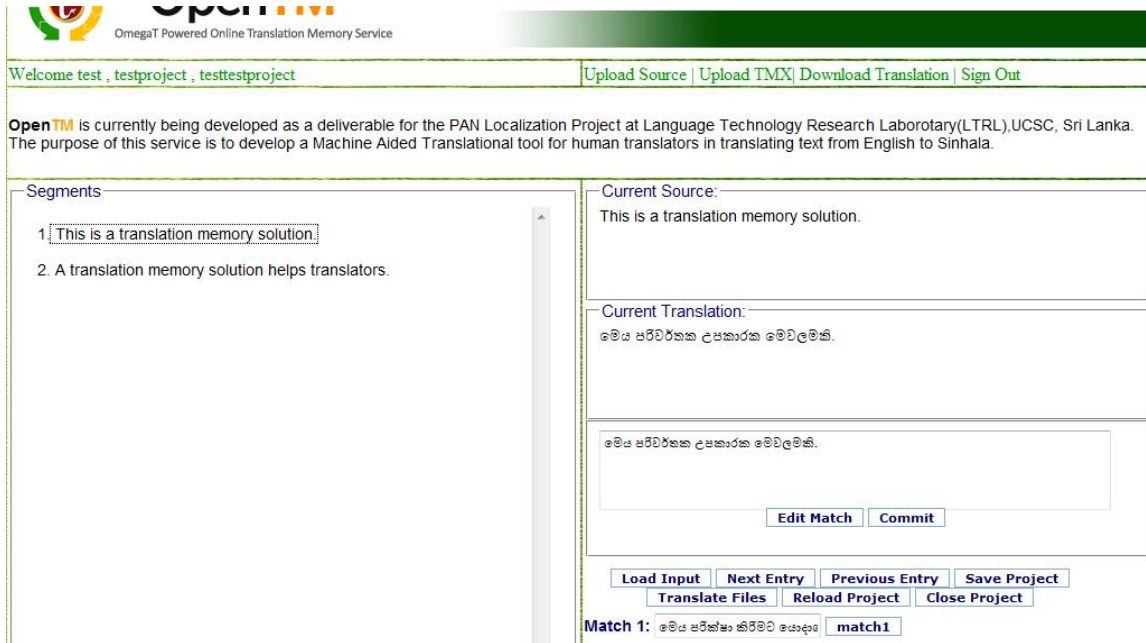 OpenTM
OmegaT Powered Online Translation Memory Service
Welcome test , testproject , testtestproject
Upload Source | Upload TMX| Download Translation | Sign Out
OpenTM is currently being developed as a deliverable for the PAN Localization Project at Language Technology Research Laborotary(LTRL),UCSC, Sri Lanka.
The purpose of this service is to develop a Machine Aided Translational tool for human translators in translating text from English to Sinhala.
Segments
1. This is a translation memory solution.
2. A translation memory solution helps translators.
Current Source:
This is a translation memory solution.
Current Translation:
මෙය පරිවර්තක උපකාරක මෙවලමකි.
මෙය පරිවර්තක උපකාරක මෙවලමකි.
Edit Match Commit
Load Input Next Entry Previous Entry Save Project
Translate Files Reload Project Close Project
Match 1: මෙය පරීක්ෂා කිරීමට match1